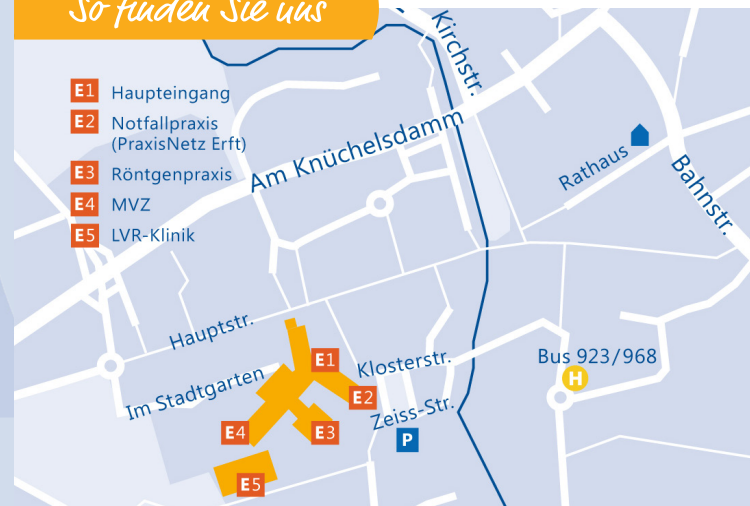 So finden Sie uns
E1 Haupteingang
E2 Notfallpraxis
(PraxisNetz Erft)
E3 Röntgenpraxis
E4 MVZ
E5 LVR-Klinik
Kirchstr.
Am Knüchelsdamm
Rathaus
Bahnstr.
Hauptstr.
Im Stadtgarten
E1
Klosterstr.
Bus 923/968
H
E2
Zeiss-Str.
E4
E3
P
E5